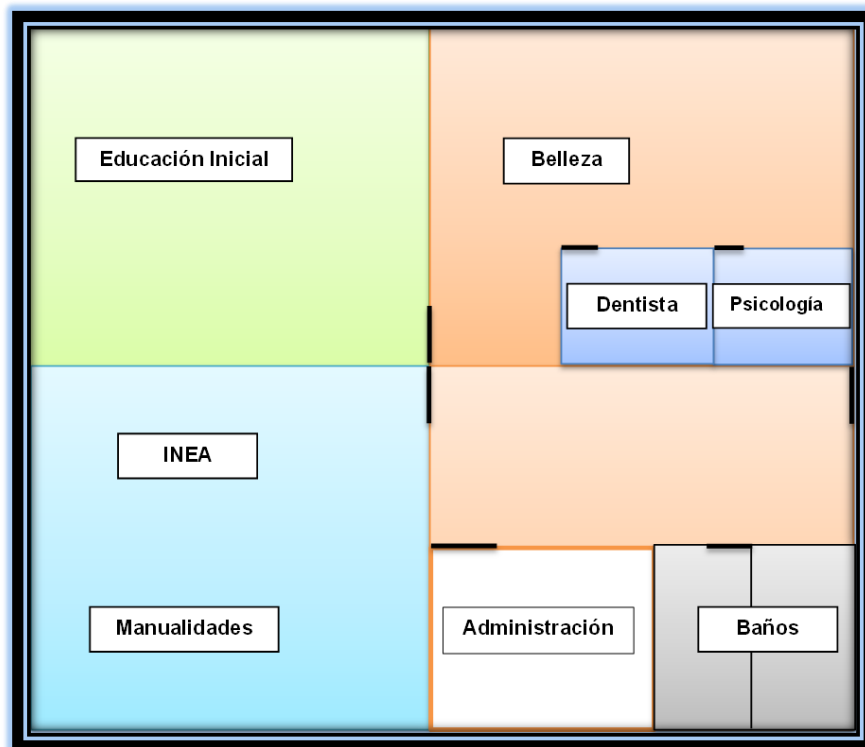 Educación Inicial
Belleza
Dentista
Psicología
INEA
Manualidades
Administración
Baños